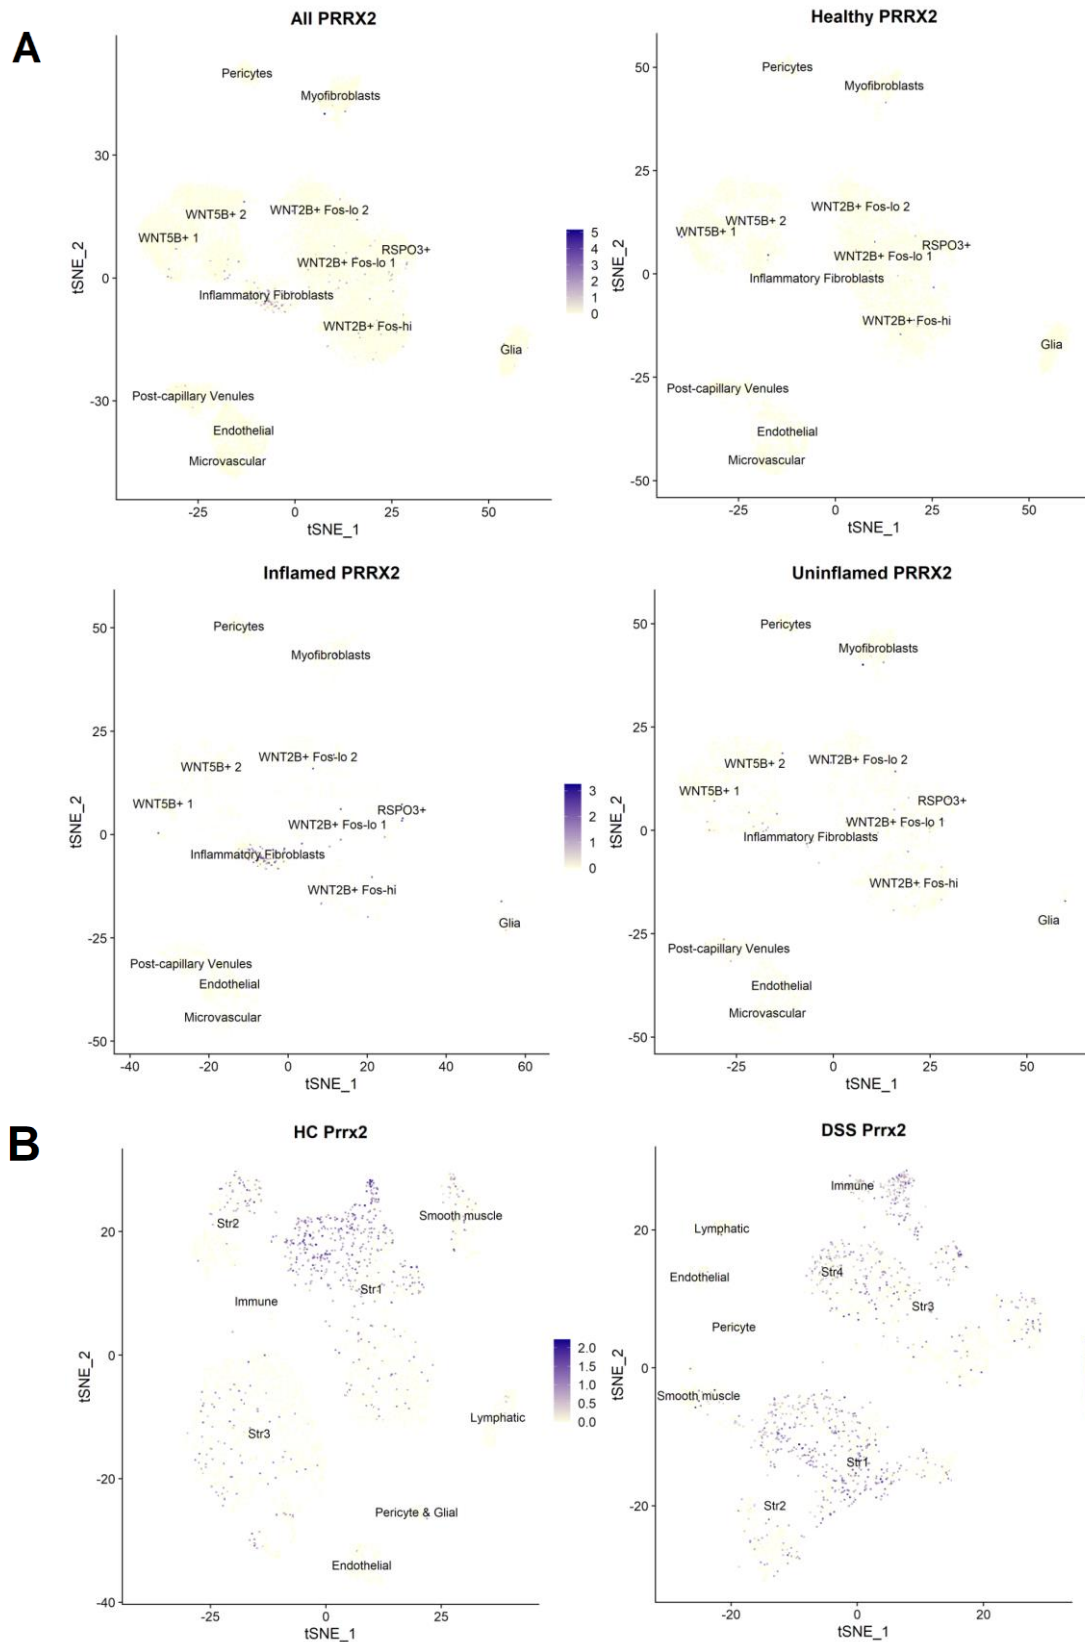 A
All PRRX2
Pericytes
Myofibroblasts
30
WNT5B+ 2
WNT2B+ Fos-lo 2
WNT5B+ 1
RSPO3+
WNT2B+ Fos-lo 1
0
Inflammatory Fibroblasts
WNT2B+ Fos-hi
Glia
Post-capillary Venules
-30
Endothelial
Microvascular
-25
0
25
50
tSNE_1
tSNE_2
5
4
3
2
1
0
Healthy PRRX2
50
Pericytes
Myofibroblasts
25
WNT2B+ Fos-lo 2
WNT5B+ 2
WNT5B+ 1
RSPO3+
WNT2B+ Fos-lo 1
0
Inflammatory Fibroblasts
WNT2B+ Fos-hi
Glia
-25
Post-capillary Venules
Endothelial
Microvascular
-50
-25
0
25
50
tSNE_1
tSNE_2
Inflamed PRRX2
50
Pericytes
Myofibroblasts
25
WNT2B+ Fos-lo 2
WNT5B+ 2
WNT5B+ 1
RSPO3+
WNT2B+ Fos-lo 1
0
Inflammatory Fibroblasts
WNT2B+ Fos-hi
Glia
-25
Post-capillary Venules
Endothelial
Microvascular
-50
-40
-20
0
20
40
60
tSNE_1
tSNE_2
3
2
1
0
Uninflamed PRRX2
50
Pericytes
Myofibroblasts
25
WNT2B+ Fos-lo 2
WNT5B+ 2
WNT5B+ 1
RSPO3+
WNT2B+ Fos-lo 1
0
Inflammatory Fibroblasts
WNT2B+ Fos-hi
Glia
-25
Post-capillary Venules
Endothelial
Microvascular
-50
-25
0
25
50
tSNE_1
tSNE_2
B
HC Prrx2
Str2
Smooth muscle
20
Str1
Immune
0
Lymphatic
Str3
-20
Pericyte & Glial
Endothelial
-40
-25
0
25
tSNE_1
tSNE_2
2.0
1.5
1.0
0.5
0.0
DSS Prrx2
Immune
20
Lymphatic
Str4
Endothelial
Str3
Pericyte
0
Smooth muscle
Str1
Str2
-20
-20
0
20
tSNE_1
tSNE_2